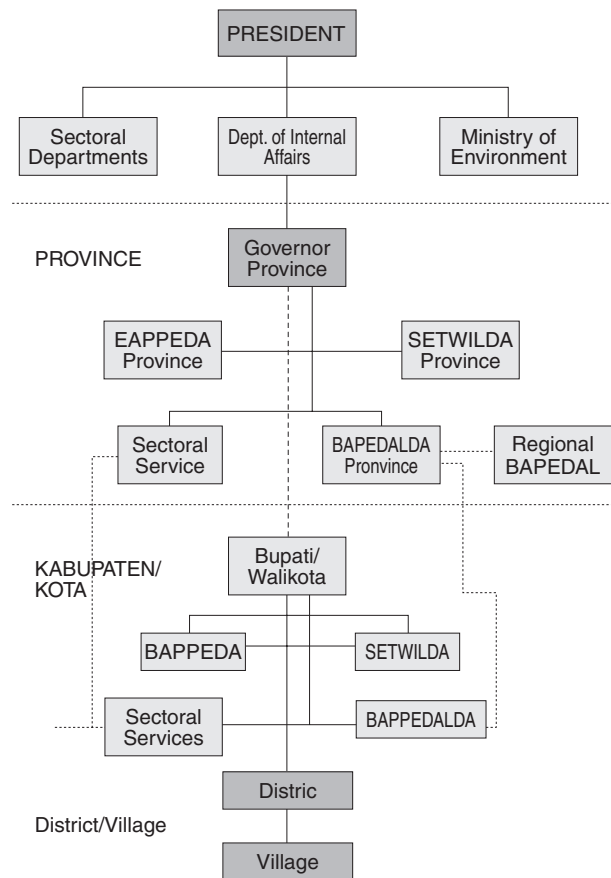 PRESIDENT
Sectoral
Departments
Dept. of Internal
Affairs
Ministry of
Environment
PROVINCE
Governor
Province
EAPPEDA
Province
SETWILDA
Province
Sectoral
Service
BAPEDALDA
Pronvince
Regional
BAPEDAL
KABUPATEN/
KOTA
Bupati/
Walikota
BAPPEDA
SETWILDA
Sectoral
Services
BAPPEDALDA
Distric
District/Village
Village